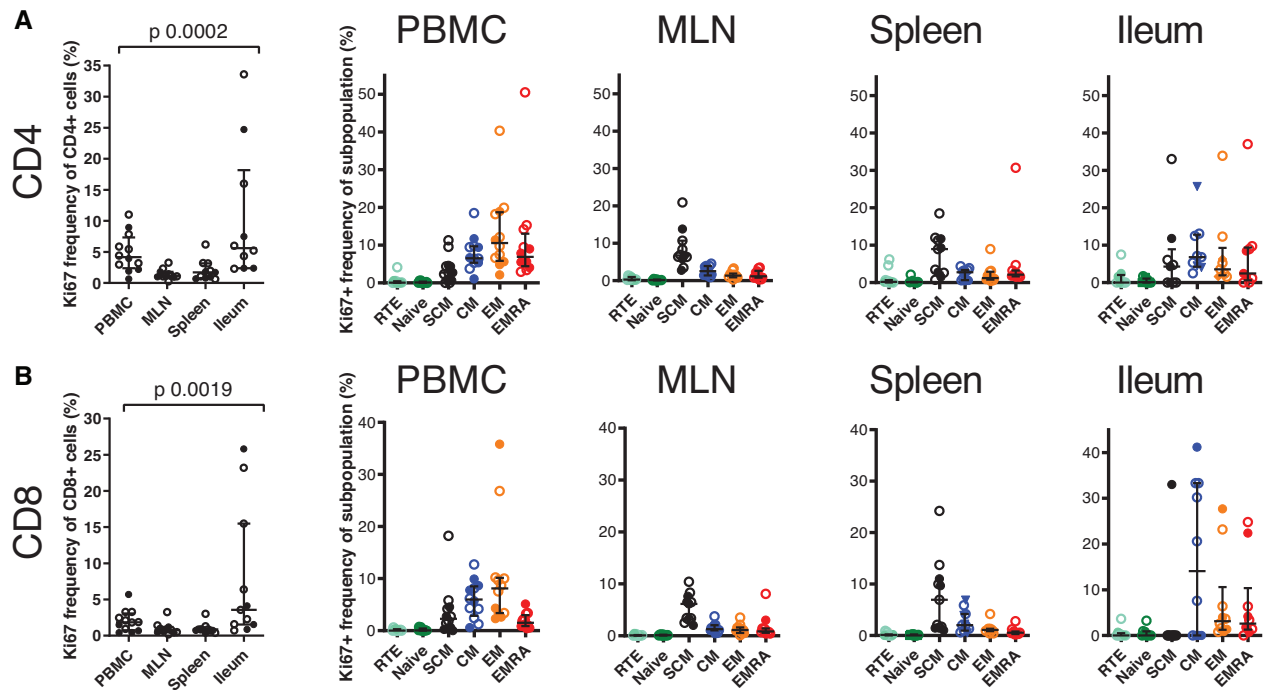 A
p 0.0002
PBMC
MLN
Spleen
Ileum
CD4
Ki67 frequency of CD4+ cells (%)
35
30
25
20
15
10
5
0
PBMC
MLN
Spleen
Ileum
Ki67+ frequency of subpopulation (%)
50
40
30
20
10
0
RTE
Naive
SCM
CM
EM
EMRA
50
40
30
20
10
0
RTE
Naive
SCM
CM
EM
EMRA
50
40
30
20
10
0
RTE
Naive
SCM
CM
EM
EMRA
50
40
30
20
10
0
RTE
Naive
SCM
CM
EM
EMRA
B
p 0.0019
PBMC
MLN
Spleen
Ileum
CD8
Ki67 frequency of CD8+ cells (%)
30
25
20
15
10
5
0
PBMC
MLN
Spleen
Ileum
Ki67+ frequency of subpopulation (%)
40
30
20
10
0
RTE
Naive
SCM
CM
EM
EMRA
40
30
20
10
0
RTE
Naive
SCM
CM
EM
EMRA
40
30
20
10
0
RTE
Naive
SCM
CM
EM
EMRA
40
30
20
10
0
RTE
Naive
SCM
CM
EM
EMRA